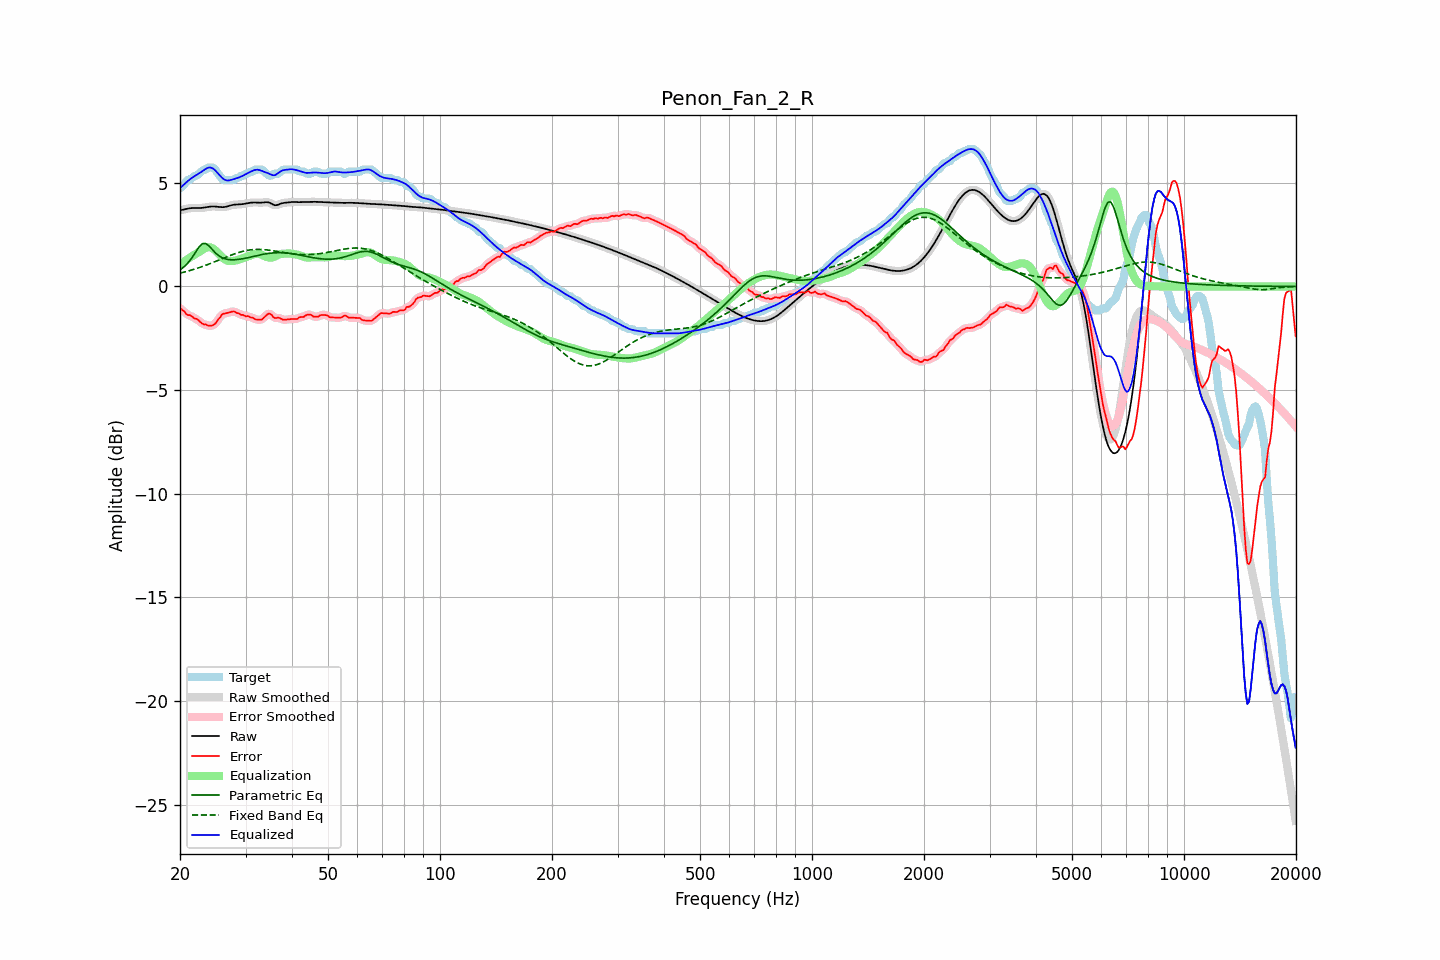 Penon_Fan_2_R
Amplitude (dBr)
5
0
−5
−10
−15
−20
−25
Target
Raw Smoothed
Error Smoothed
Raw
Error
Equalization
Parametric Eq
Fixed Band Eq
Equalized
20 50 100 200 500 1000 2000 5000 10000 20000
Frequency (Hz)